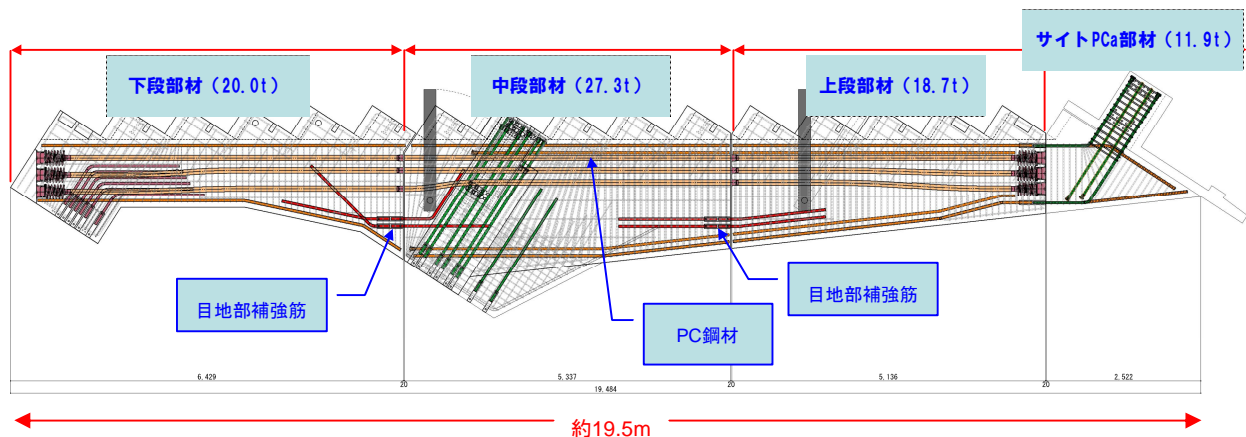 サイトPCa部材（11.9t）
下段部材（20.0t）
中段部材（27.3t）
上段部材（18.7t）
目地部補強筋
目地部補強筋
PC鋼材
6.429
20
5.337
20
5.136
20
2.522
19.484
約19.5m